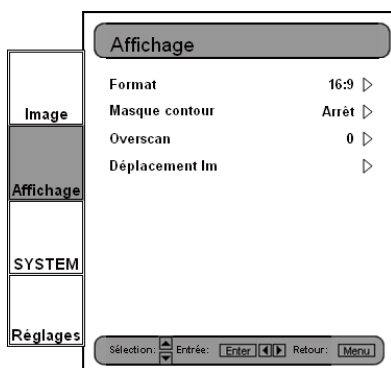 Affichage
Format 16:9
Masque contour Arrêt
Overscan 0
Déplacement Im
Image
Affichage
SYSTEM
Réglages
Sélection: Entrée: Enter Retour: Menu